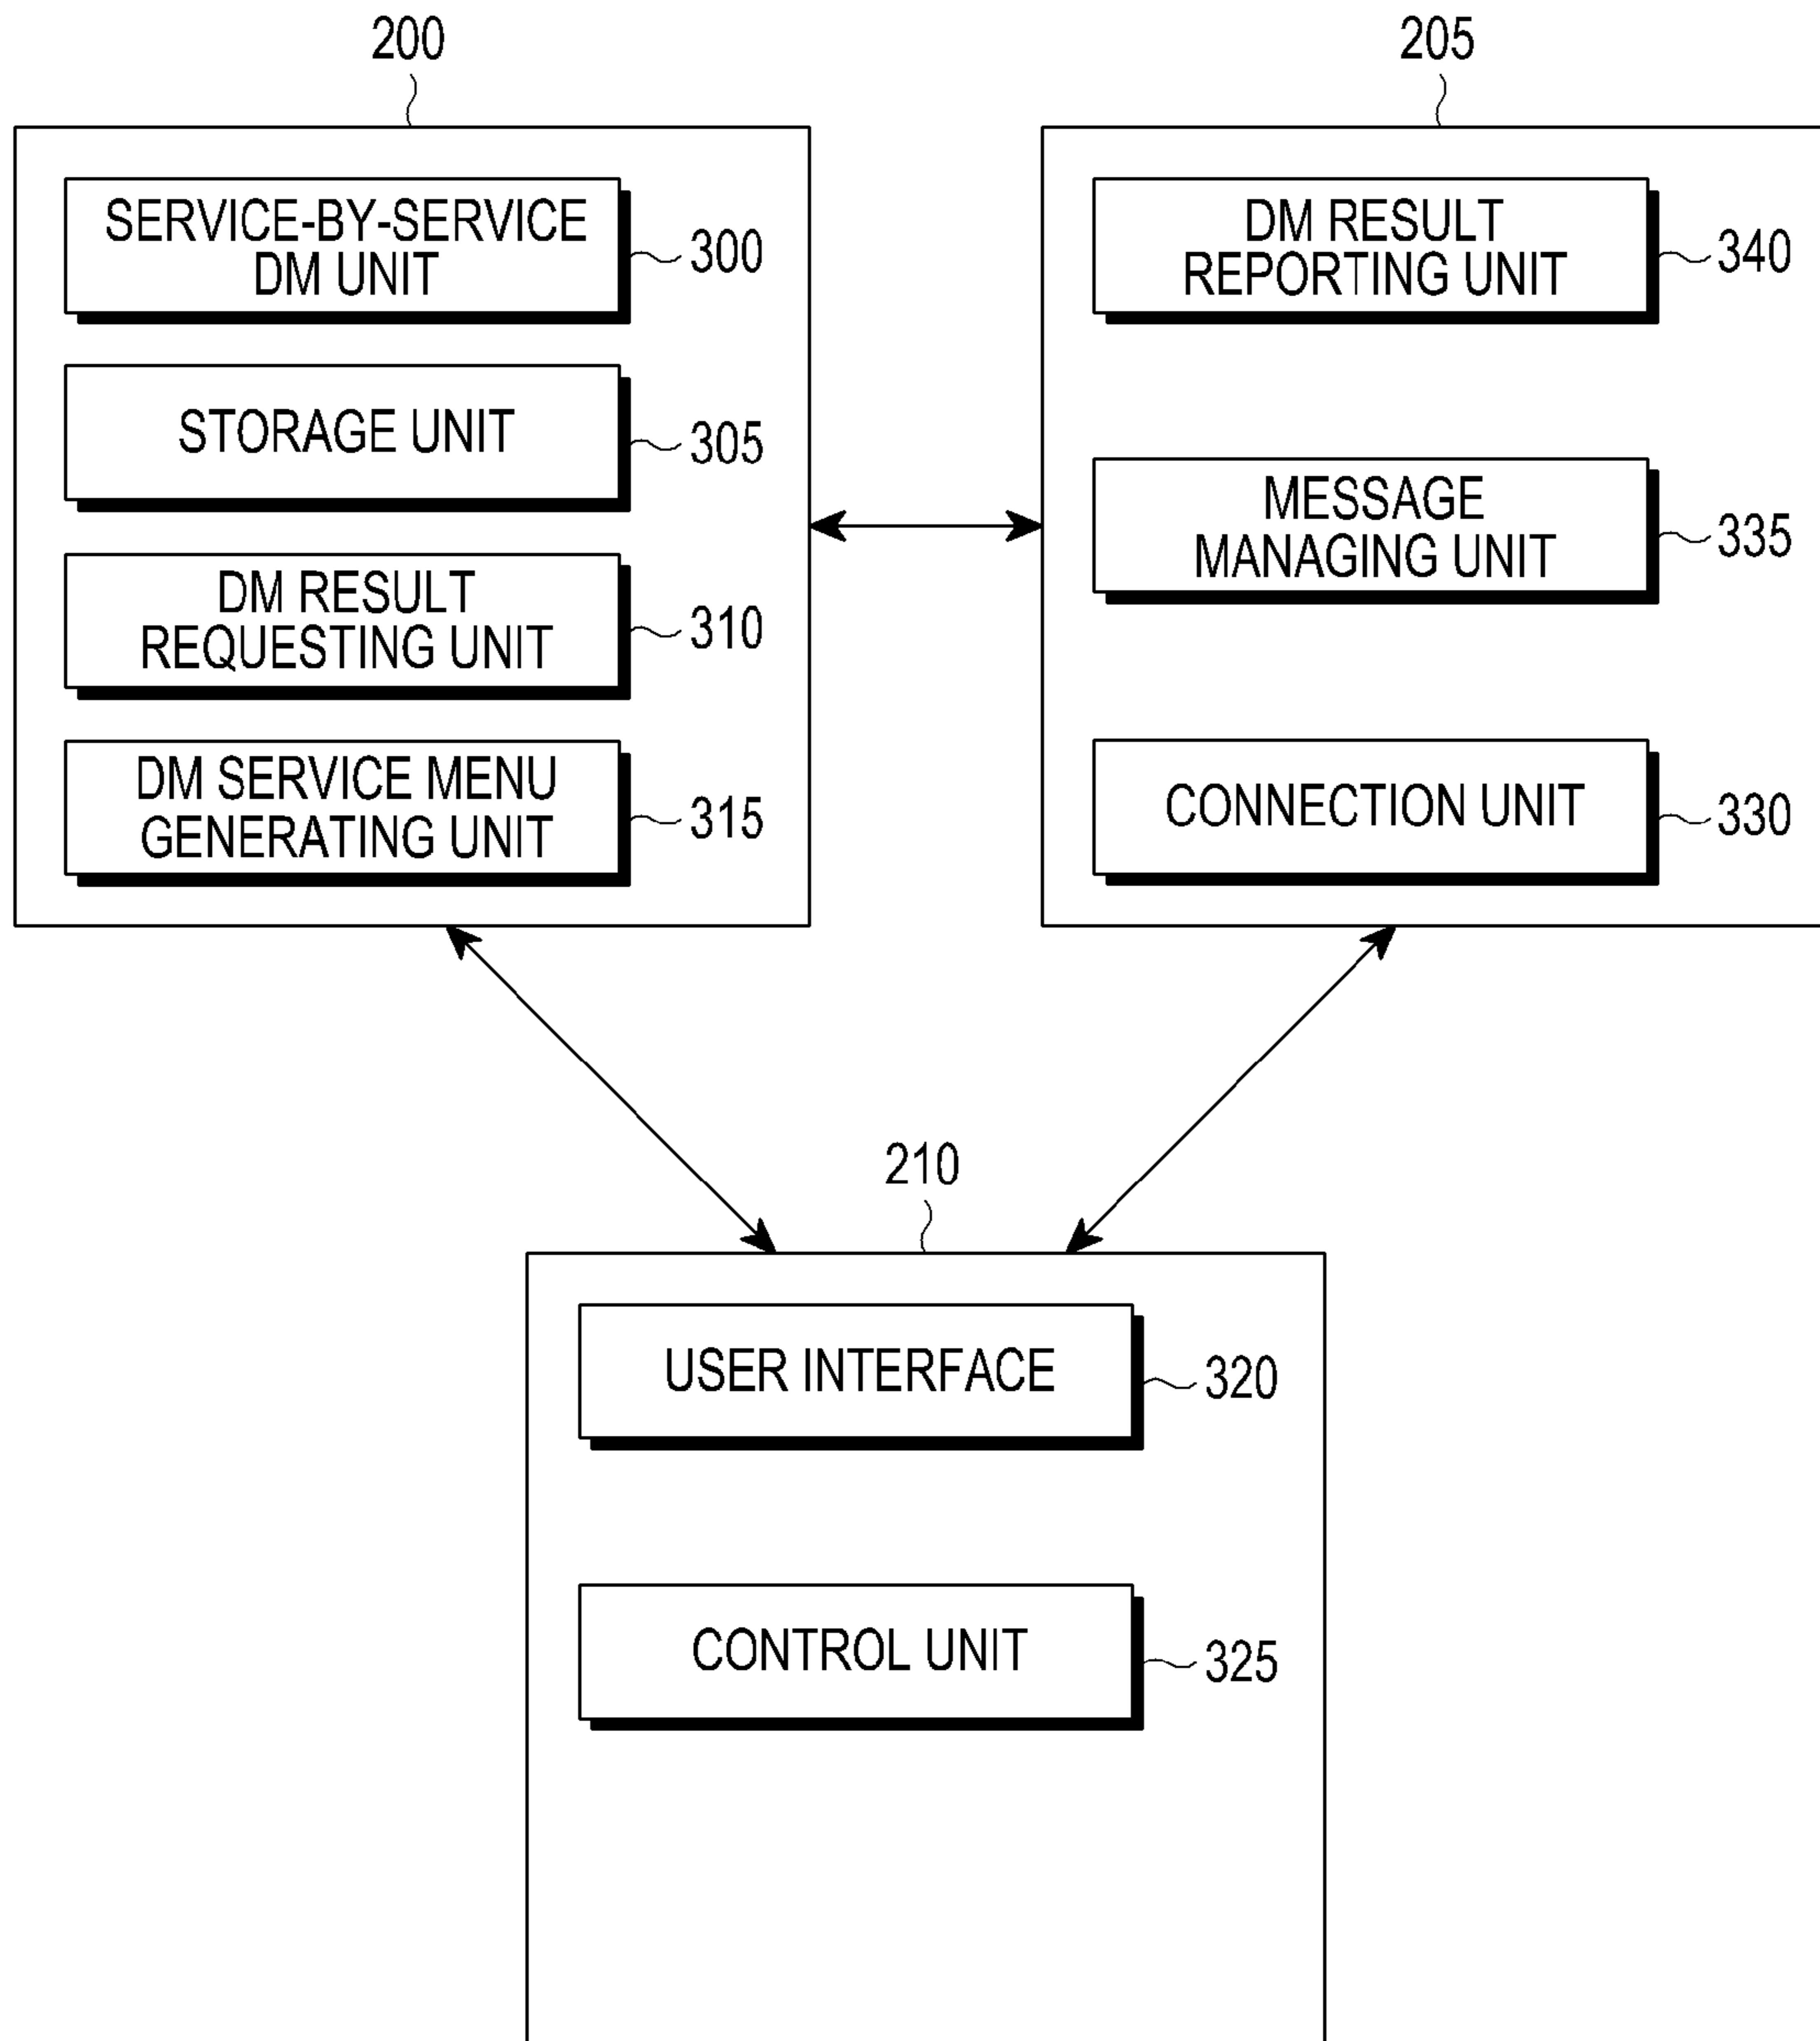 200
SERVICE-BY-SERVICE
DM UNIT
300
STORAGE UNIT
305
DM RESULT
REQUESTING UNIT
310
DM SERVICE MENU
GENERATING UNIT
315
205
DM RESULT
REPORTING UNIT
340
MESSAGE
MANAGING UNIT
335
CONNECTION UNIT
330
210
USER INTERFACE
320
CONTROL UNIT
325